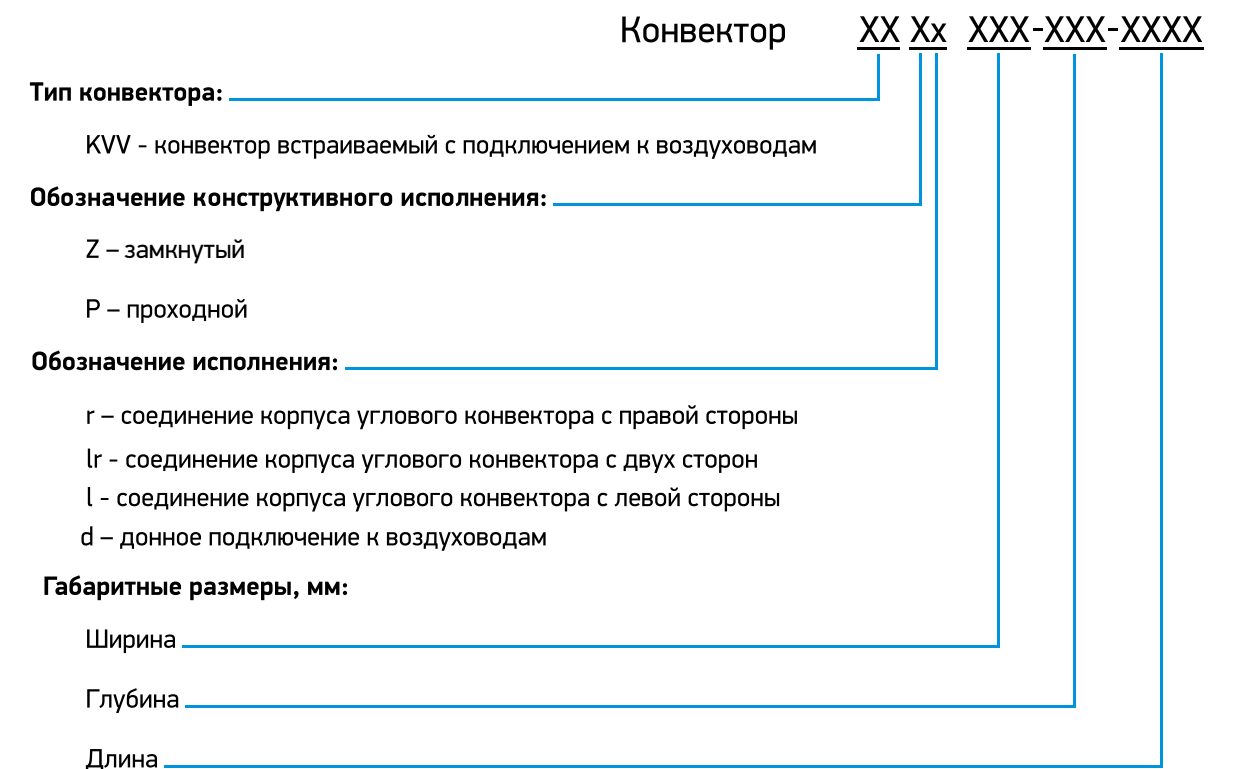 Конвектор XX Xx XXX-XXX-XXXX
Тип конвектора:
KVV - конвектор встраиваемый с подключением к воздуховодам
Обозначение конструктивного исполнения:
Z – замкнутый
P – проходной
Обозначение исполнения:
r – соединение корпуса углового конвектора с правой стороны
lr - соединение корпуса углового конвектора с двух сторон
l - соединение корпуса углового конвектора с левой стороны
d – донное подключение к воздуховодам
Габаритные размеры, мм:
Ширина
Глубина
Длина